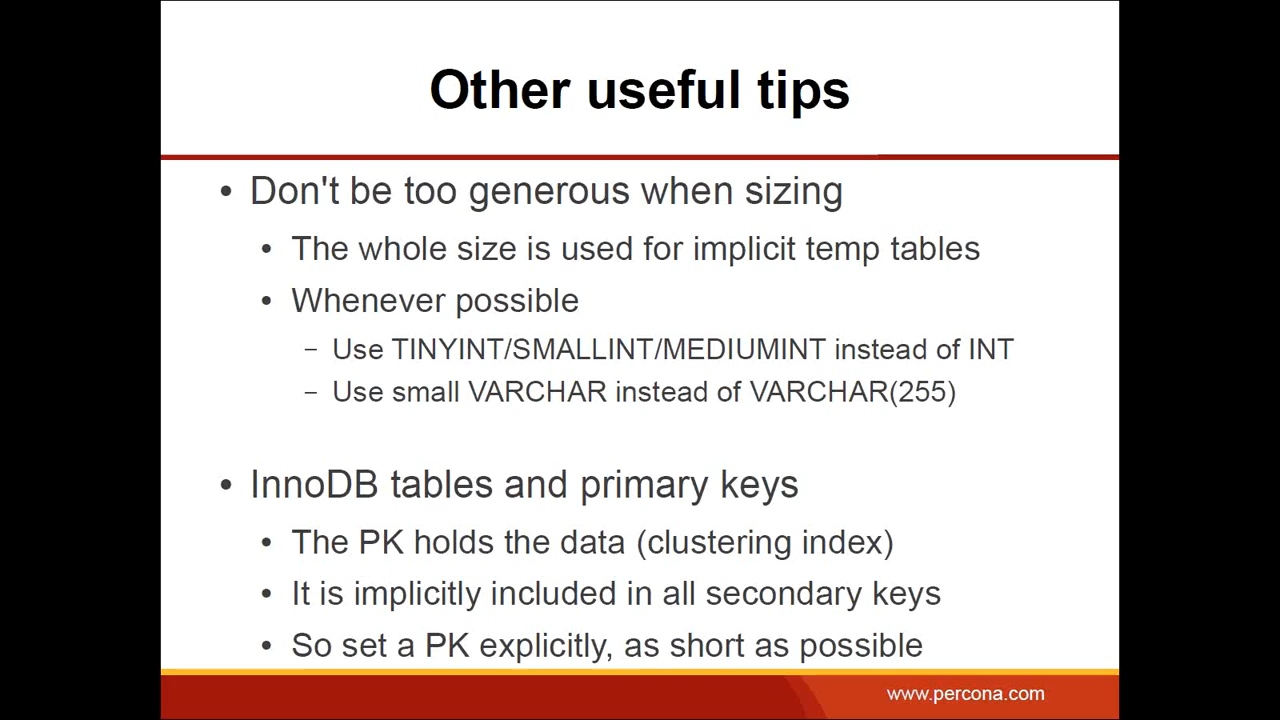 Other useful tips
• Don't be too generous when sizing
• The whole size is used for implicit temp tables
• Whenever possible
– Use TINYINT/SMALLINT/MEDIUMINT instead of INT
– Use small VARCHAR instead of VARCHAR(255)
• InnoDB tables and primary keys
• The PK holds the data (clustering index)
• It is implicitly included in all secondary keys
• So set a PK explicitly, as short as possible
www.percona.com